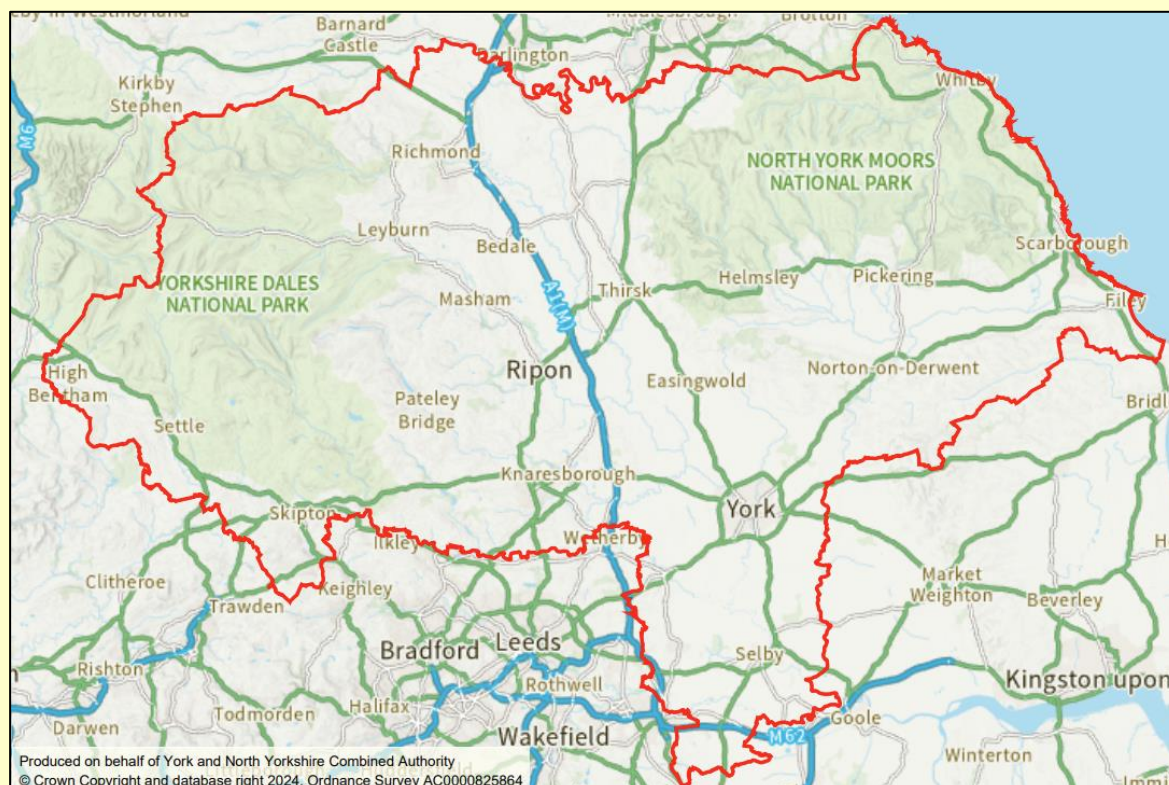 Barnard
Castle
Darlington
Brotton
Kirkby
Stephen
Whitby
M6
Richmond
NORTH YORK MOORS
NATIONAL PARK
Leyburn
Bedale
Scarborough
YORKSHIRE DALES
NATIONAL PARK
Masham
A1(M)
Thirsk
Helmsley
Pickering
Filey
High
Bentham
Ripon
Easingwold
Norton-on-Derwent
Pateley
Bridge
Settle
Bridl
Knaresborough
Skipton
York
Ilkley
Wetherby
Clitheroe
Keighley
Market
Weighton
Trawden
Beverley
Bradford
Leeds
Selby
Rishton
Rothwell
Kingston upon
Halifax
Todmorden
Goole
Darwen
Wakefield
M62
Winterton
Immi
Produced on behalf of York and North Yorkshire Combined Authority
© Crown Copyright and database right 2024. Ordnance Survey AC0000825864